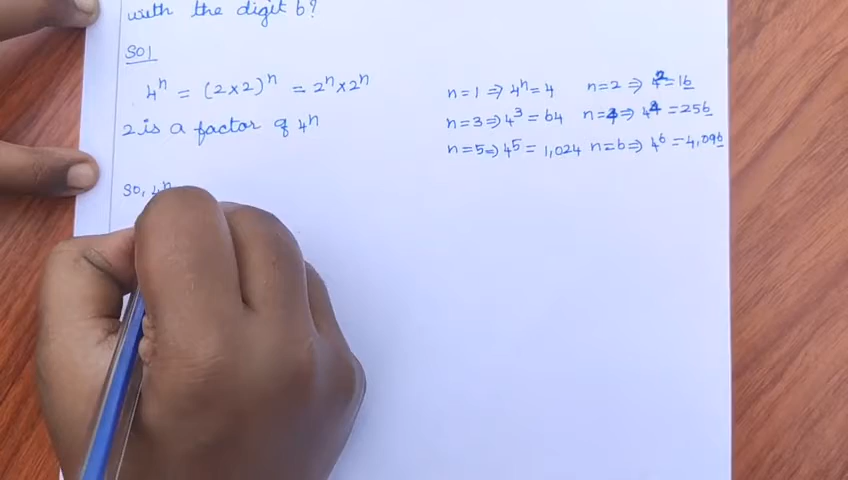 with the digit 6?
Sol
4ⁿ = (2×2)ⁿ = 2ⁿ×2ⁿ
2 is a factor of 4ⁿ
So, 4ⁿ
n=1 ⇒ 4ⁿ = 4 n=2 ⇒ 4² = 16
n=3 ⇒ 4³ = 64 n=4 ⇒ 4⁴ = 256
n=5 ⇒ 4⁵ = 1,024 n=6 ⇒ 4⁶ = 4,096